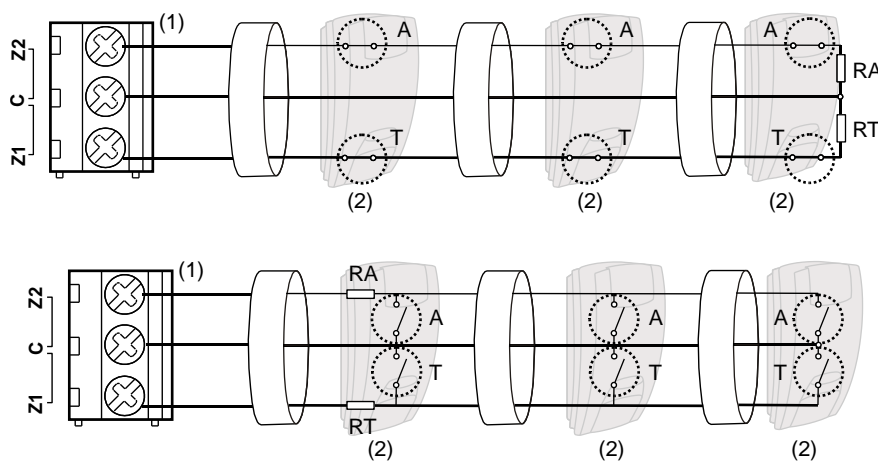 (1)
Z2
C
Z1
A
A
A
RA
RT
T
T
T
(2)
(2)
(2)
(1)
Z2
C
Z1
RA
A
A
A
T
T
T
RT
(2)
(2)
(2)